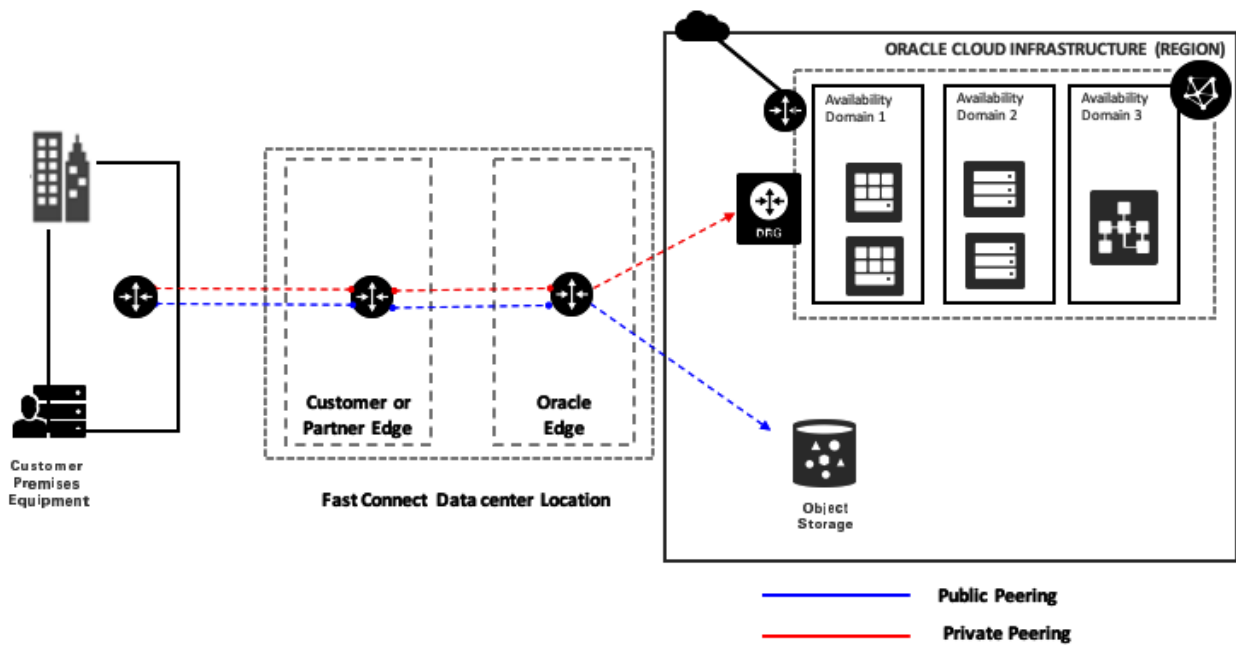 ORACLE CLOUD INFRASTRUCTURE (REGION)
Availability
Domain 1
Availability
Domain 2
Availability
Domain 3
DRG
Customer or
Partner Edge
Oracle
Edge
Customer
Premises
Equipment
Fast Connect Data center Location
Object
Storage
Public Peering
Private Peering